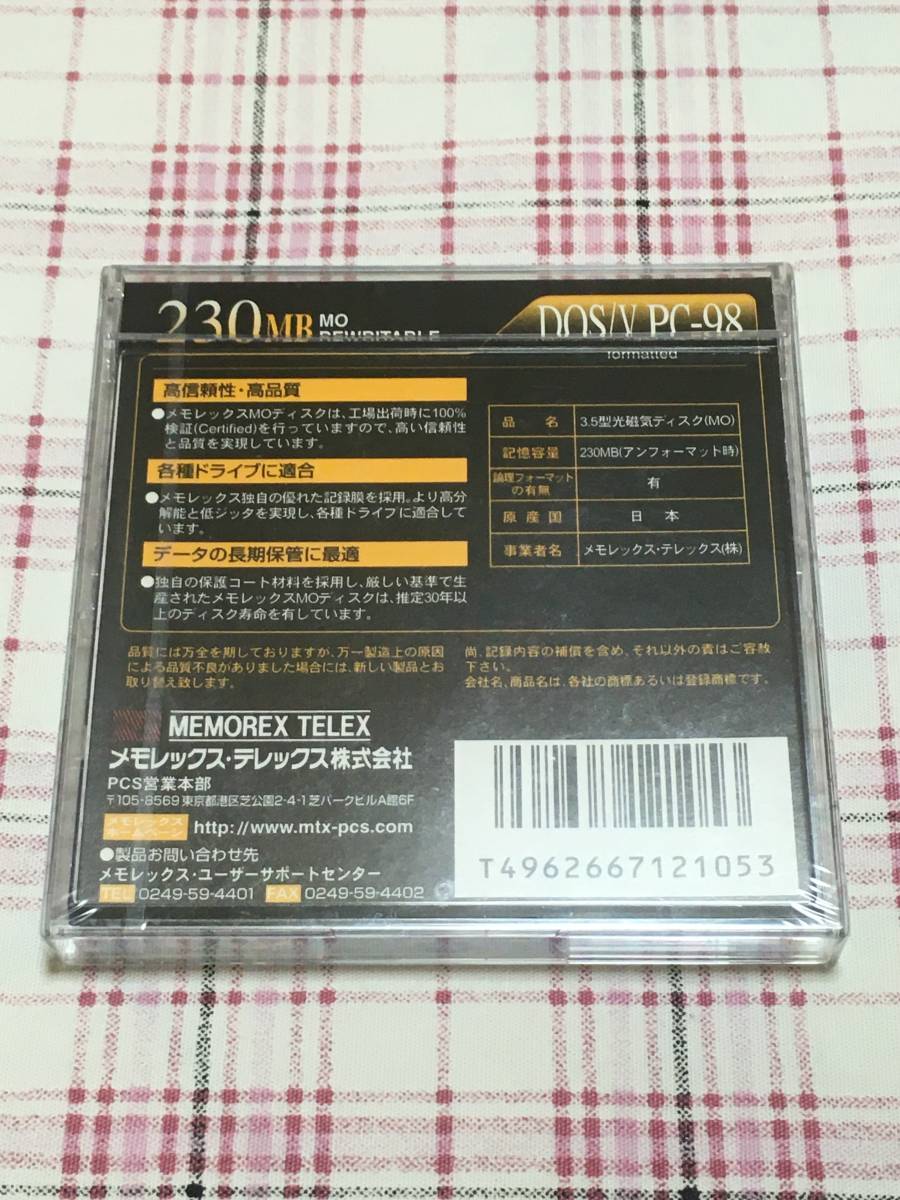 230MB MO
REWRITABLE
DOS/V PC-98
formatted
高信頼性・高品質
●メモレックスMOディスクは、工場出荷時に100%
検証(Certified)を行っていますので、高い信頼性
と品質を実現しています。
各種ドライブに適合
●メモレックス独自の優れた記録膜を採用。より高分
解能と低ジッタを実現し、各種ドライブに適合して
います。
データの長期保管に最適
●独自の保護コート材料を採用し、厳しい基準で生
産されたメモレックスMOディスクは、推定30年以
上のディスク寿命を有しています。
品 名 3.5型光磁気ディスク(MO)
記憶容量 230MB(アンフォーマット時)
論理フォーマット
の有無 有
原産国 日 本
事業者名 メモレックス・テレックス(株)
品質には万全を期しておりますが、万一製造上の原因
による品質不良がありました場合には、新しい製品とお
取り替え致します。
尚、記録内容の補償を含め、それ以外の責はご容赦
下さい。
会社名、商品名は、各社の商標あるいは登録商標です。
MEMOREX TELEX
メモレックス・テレックス株式会社
PCS営業本部
〒105-8569 東京都港区芝公園2-4-1 芝パークビルA館6F
メモレックス
ホームページ http://www.mtx-pcs.com
●製品お問い合わせ先
メモレックス・ユーザーサポートセンター
TEL 0249-59-4401 FAX 0249-59-4402
T4962667121053